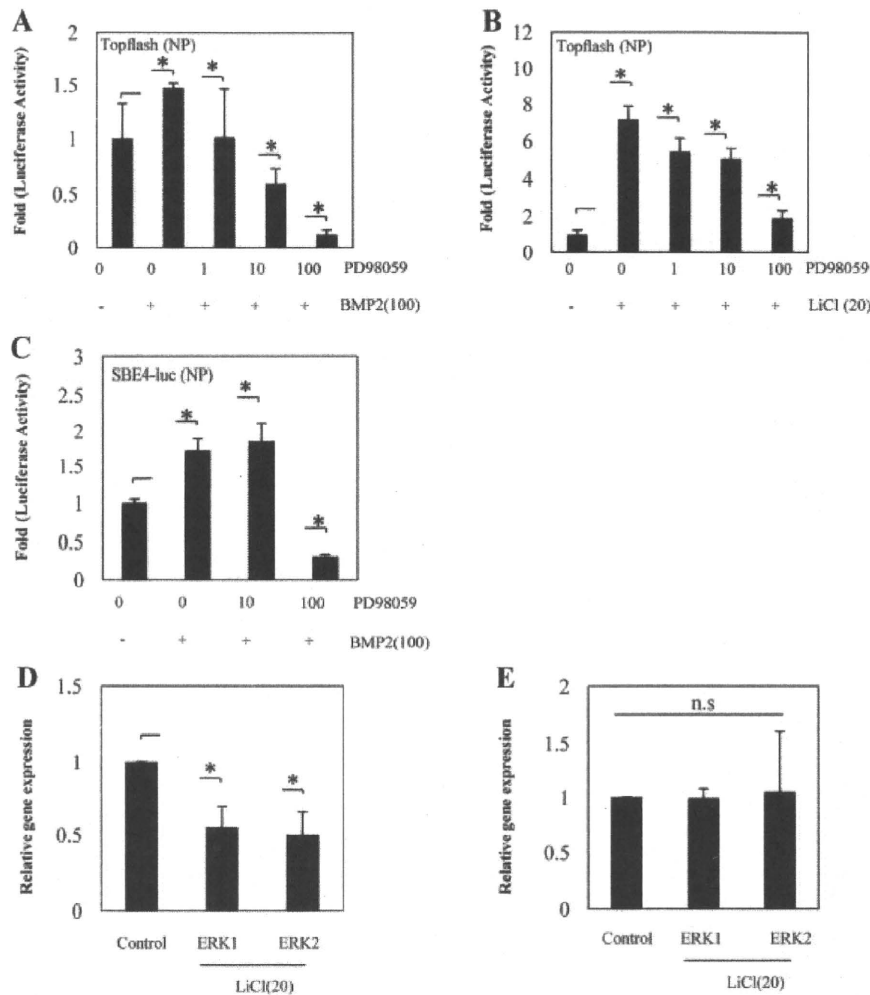 A
Fold (Luciferase Activity)
2
1.5
1
0.5
0
Topflash (NP)
* * * *
0 0 1 10 100 PD98059
- + + + + BMP2(100)
B
Fold (Luciferase Activity)
12
10
8
6
4
2
0
Topflash (NP)
* * * *
0 0 1 10 100 PD98059
- + + + + LiCl (20)
C
Fold (Luciferase Activity)
3
2.5
2
1.5
1
0.5
0
SBE4-luc (NP)
* * *
0 0 10 100 PD98059
- + + + BMP2(100)
D
Relative gene expression
1.5
1
0.5
0
* *
Control ERK1 ERK2
LiCl(20)
E
Relative gene expression
2
1.5
1
0.5
0
n.s
Control ERK1 ERK2
LiCl(20)